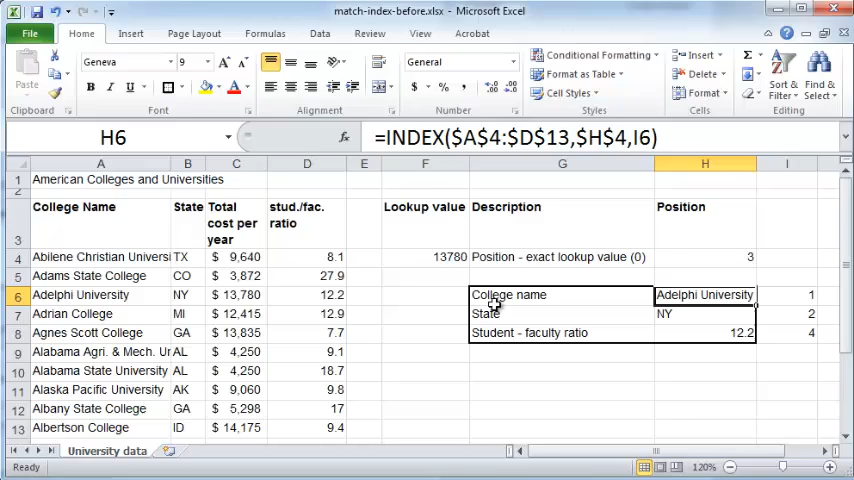 match-index-before.xlsx - Microsoft Excel
File Home Insert Page Layout Formulas Data Review View Acrobat
Geneva 9 General Conditional Formatting Insert Σ
Paste B I U $ % , Format as Table Delete Sort & Filter Find & Select
Cell Styles Format
Clipboard Font Alignment Number Styles Cells Editing
H6 fx =INDEX($A$4:$D$13,$H$4,I6)
A B C D E F G H I
1 American Colleges and Universities
2
3 College Name State Total cost per year stud./fac. ratio Lookup value Description Position
4 Abilene Christian Universi TX $ 9,640 8.1 13780 Position - exact lookup value (0) 3
5 Adams State College CO $ 3,872 27.9
6 Adelphi University NY $ 13,780 12.2 College name Adelphi University 1
7 Adrian College MI $ 12,415 12.9 State NY 2
8 Agnes Scott College GA $ 13,835 7.7 Student - faculty ratio 12.2 4
9 Alabama Agri. & Mech. Ur AL $ 4,250 9.1
10 Alabama State University AL $ 4,250 18.7
11 Alaska Pacific University AK $ 9,060 9.8
12 Albany State College GA $ 5,298 17
13 Albertson College ID $ 14,175 9.4
University data
Ready 120%